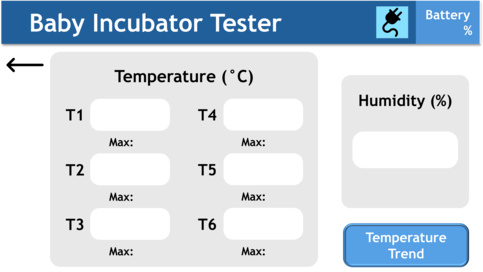 Baby Incubator Tester
Battery
%
Temperature (°C)
T1
T4
Max:
Max:
T2
T5
Max:
Max:
T3
T6
Max:
Max:
Humidity (%)
Temperature
Trend